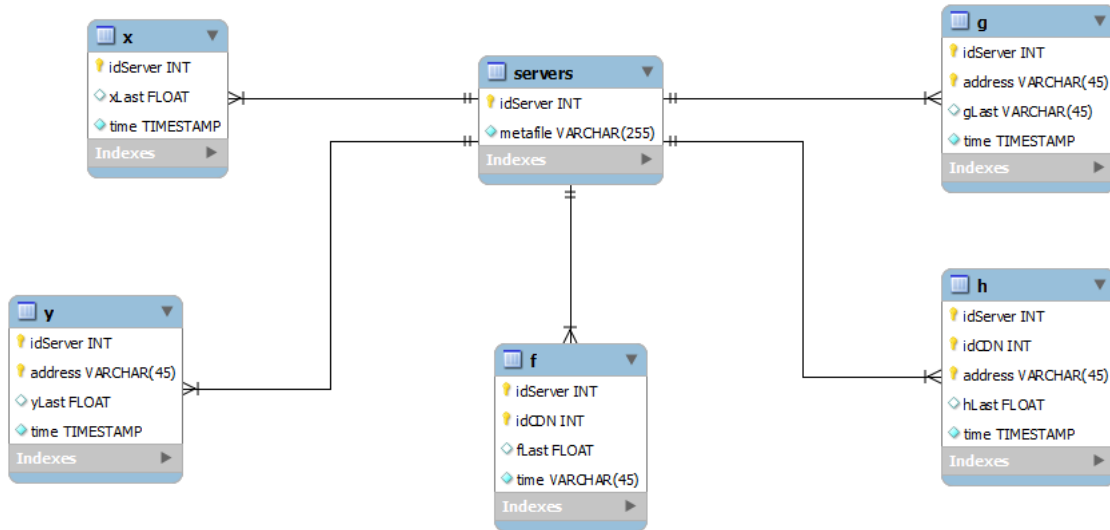 x
idServer INT
xLast FLOAT
time TIMESTAMP
Indexes
servers
idServer INT
metafile VARCHAR(255)
Indexes
g
idServer INT
address VARCHAR(45)
gLast VARCHAR(45)
time TIMESTAMP
Indexes
y
idServer INT
address VARCHAR(45)
yLast FLOAT
time TIMESTAMP
Indexes
f
idServer INT
idCDN INT
fLast FLOAT
time VARCHAR(45)
Indexes
h
idServer INT
idCDN INT
address VARCHAR(45)
hLast FLOAT
time TIMESTAMP
Indexes